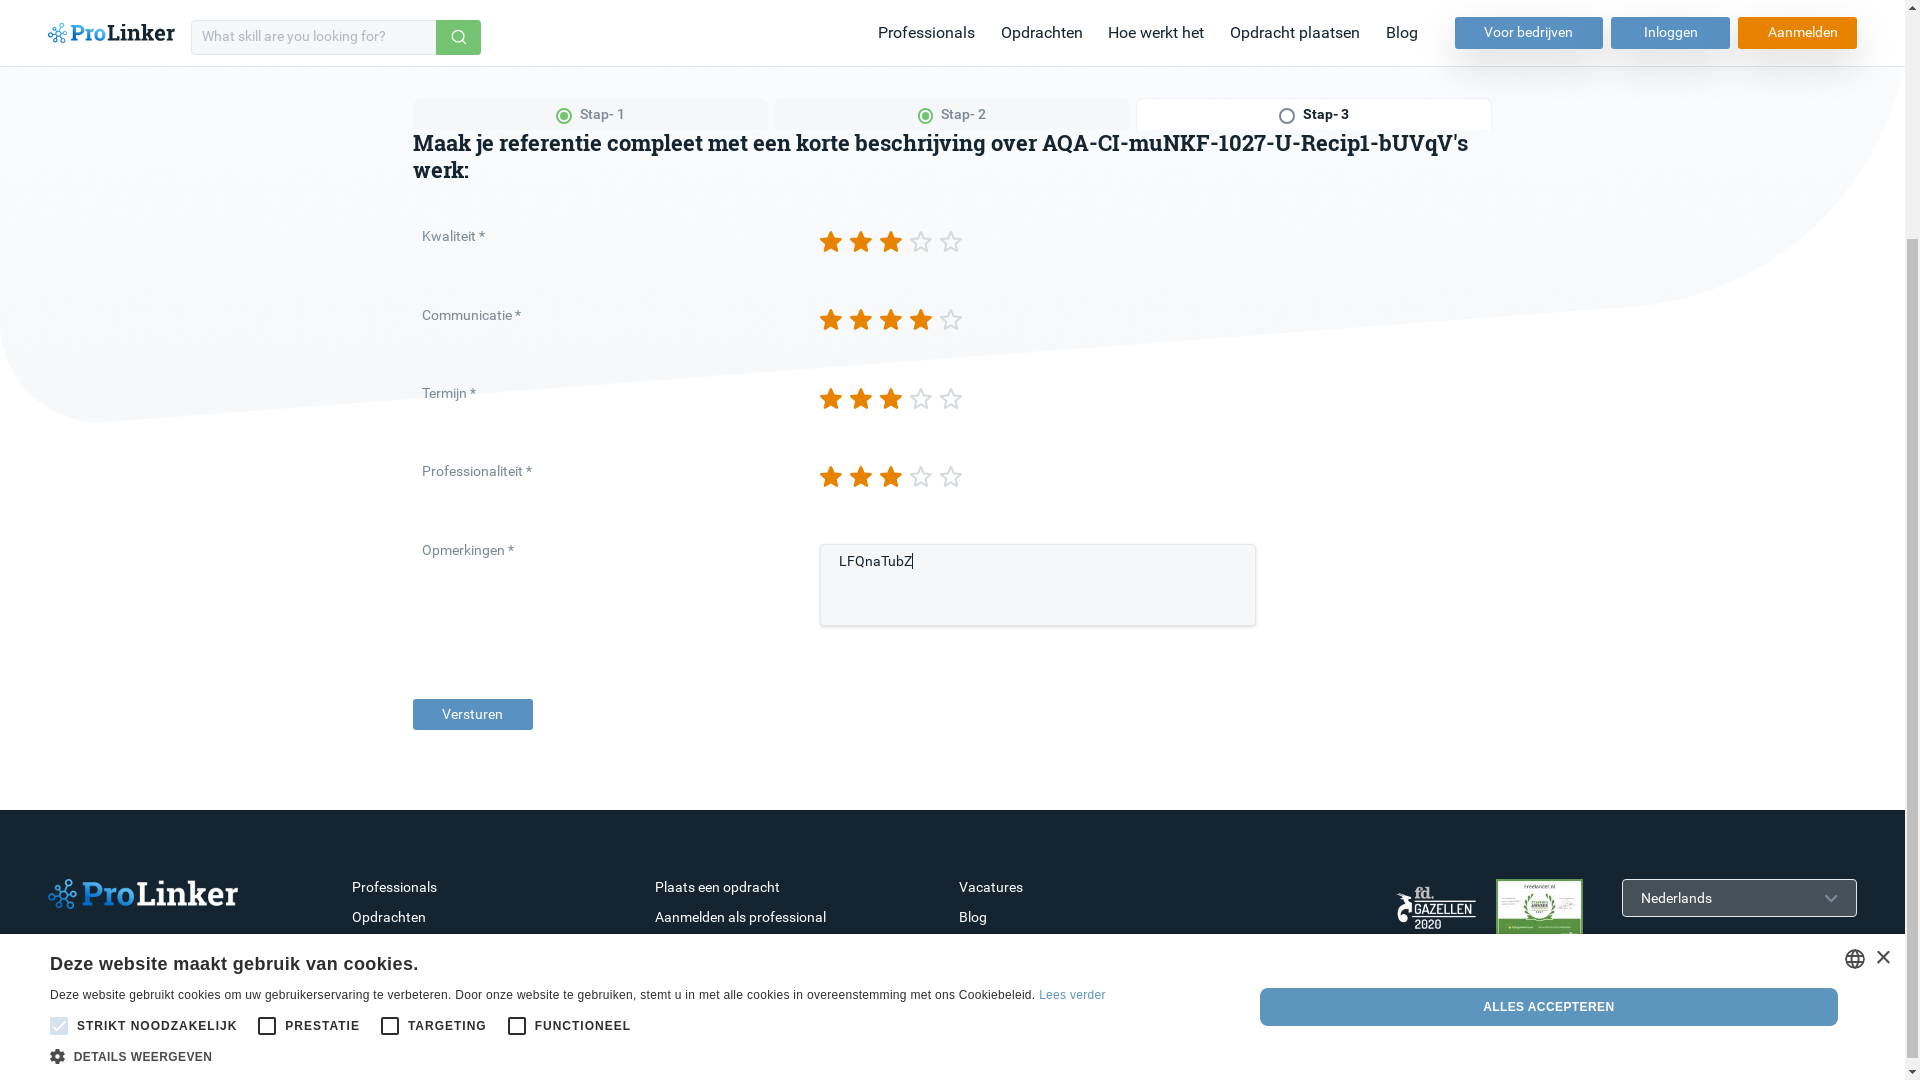 ProLinker
What skill are you looking for?
Professionals
Opdrachten
Hoe werkt het
Opdracht plaatsen
Blog
Voor bedrijven
Inloggen
Aanmelden
Stap- 1
Stap- 2
Stap- 3
Maak je referentie compleet met een korte beschrijving over AQA-CI-muNKF-1027-U-Recip1-bUVqV's
werk:
Kwaliteit *
Communicatie *
Termijn *
Professionaliteit *
Opmerkingen *
LFQnaTubZ
Versturen
ProLinker
Professionals
Opdrachten
Plaats een opdracht
Aanmelden als professional
Vacatures
Blog
fd.
GAZELLEN
2020
Freelancer.nl
Nederlands
Deze website maakt gebruik van cookies.
Deze website gebruikt cookies om uw gebruikerservaring te verbeteren. Door onze website te gebruiken, stemt u in met alle cookies in overeenstemming met ons Cookiebeleid. Lees verder
STRIKT NOODZAKELIJK
PRESTATIE
TARGETING
FUNCTIONEEL
DETAILS WEERGEVEN
ALLES ACCEPTEREN